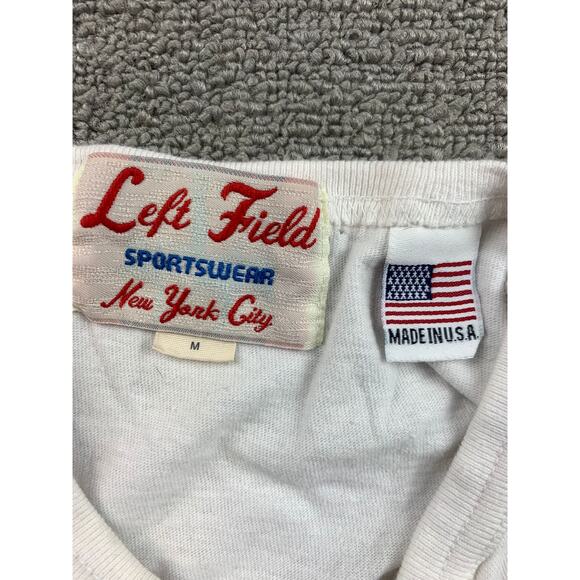 Left Field
SPORTSWEAR
New York City
M
MADE IN U.S.A.